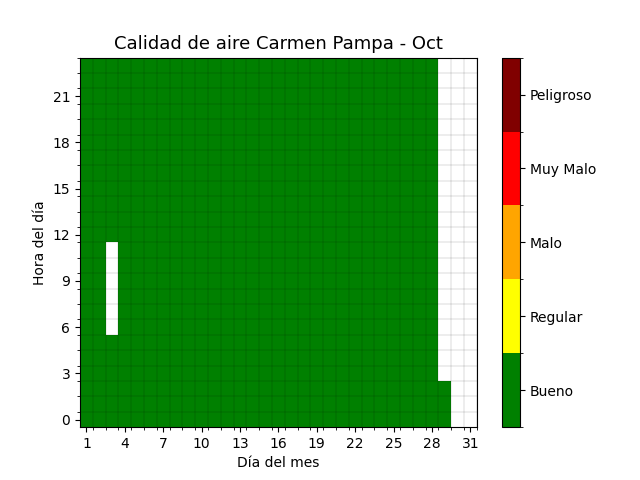 Calidad de aire Carmen Pampa - Oct
Hora del día
21
18
15
12
9
6
3
0
1 4 7 10 13 16 19 22 25 28 31
Día del mes
Peligroso
Muy Malo
Malo
Regular
Bueno